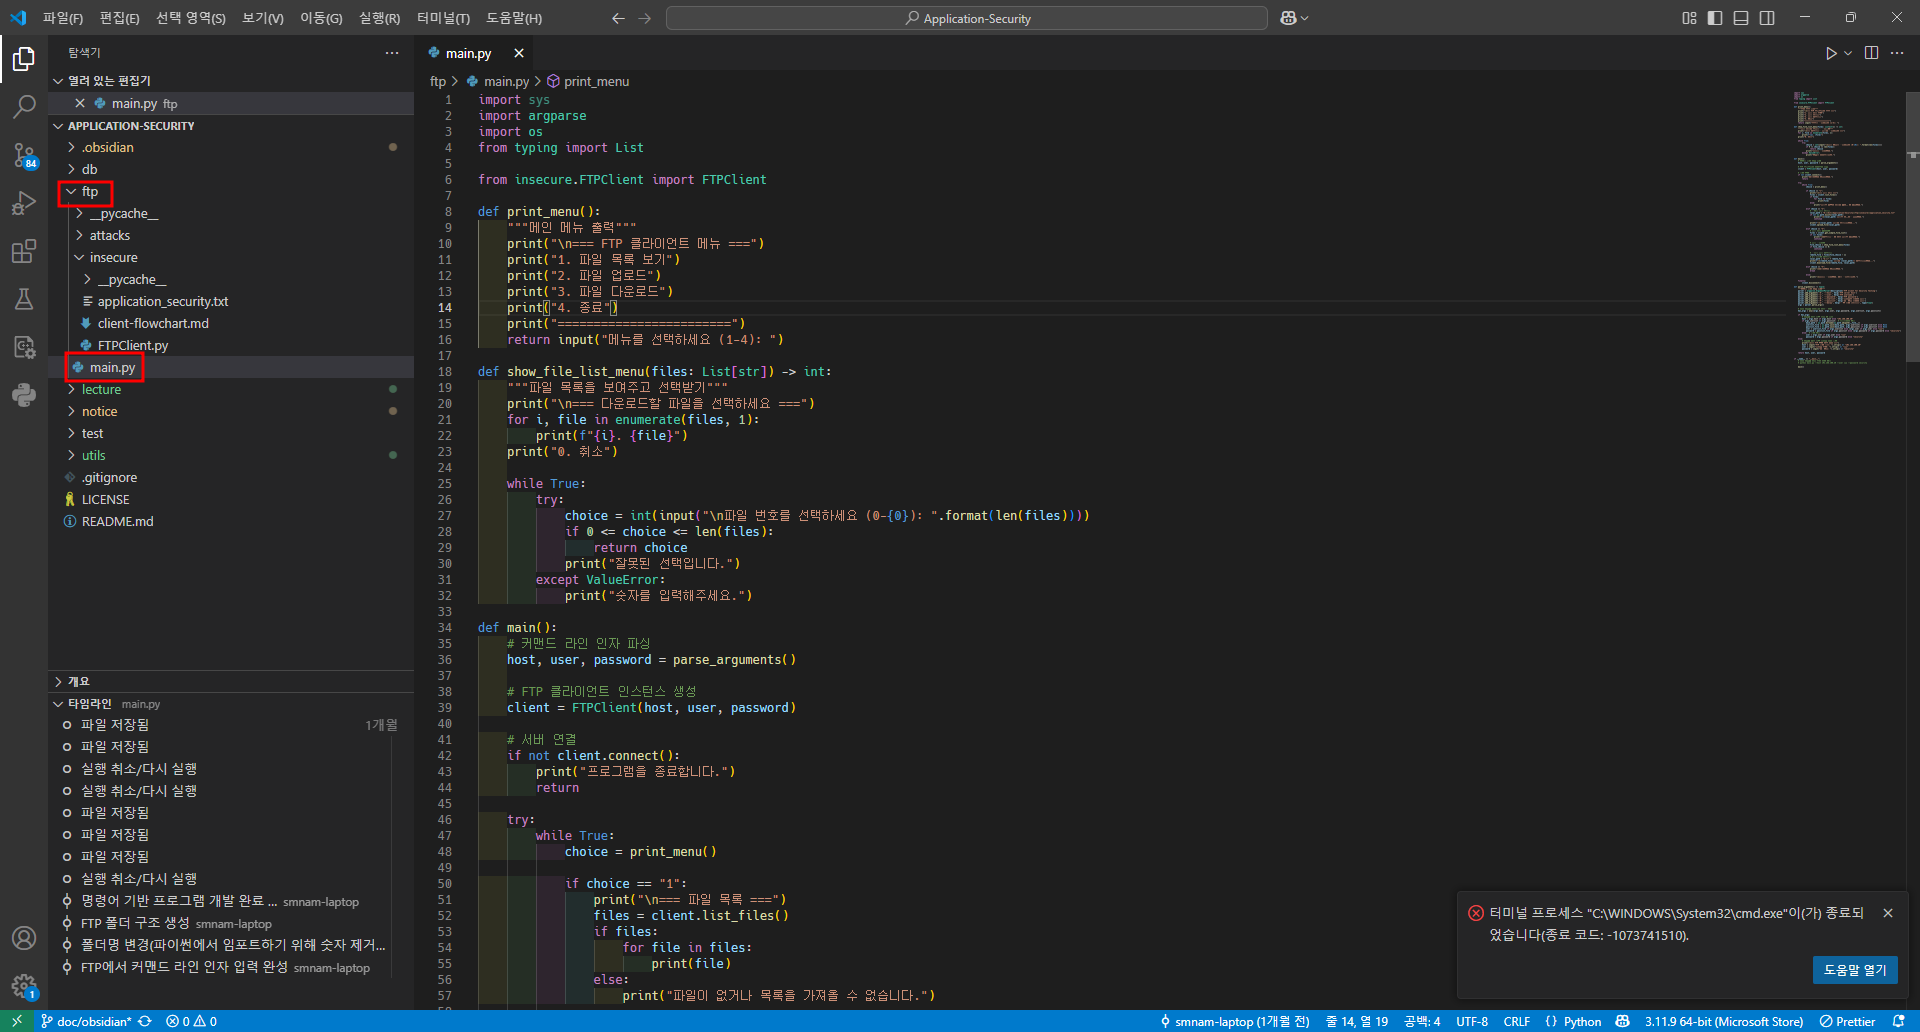 파일(F) 편집(E) 선택 영역(S) 보기(V) 이동(G) 실행(R) 터미널(T) 도움말(H)
Application-Security
탐색기
열려 있는 편집기
main.py ftp
APPLICATION-SECURITY
.obsidian
db
ftp
__pycache__
attacks
insecure
__pycache__
application_security.txt
client-flowchart.md
FTPClient.py
main.py
lecture
notice
test
utils
.gitignore
LICENSE
README.md
개요
타임라인 main.py
파일 저장됨 1개월
파일 저장됨
실행 취소/다시 실행
실행 취소/다시 실행
파일 저장됨
파일 저장됨
파일 저장됨
실행 취소/다시 실행
명령어 기반 프로그램 개발 완료 ... smnam-laptop
FTP 폴더 구조 생성 smnam-laptop
폴더명 변경(파이썬에서 임포트하기 위해 숫자 제거...
FTP에서 커맨드 라인 인자 입력 완성 smnam-laptop
84
1
main.py
ftp > main.py > print_menu
1 import sys
2 import argparse
3 import os
4 from typing import List
5
6 from insecure.FTPClient import FTPClient
7
8 def print_menu():
9 """메인 메뉴 출력"""
10 print("\n=== FTP 클라이언트 메뉴 ===")
11 print("1. 파일 목록 보기")
12 print("2. 파일 업로드")
13 print("3. 파일 다운로드")
14 print("4. 종료")
15 print("========================")
16 return input("메뉴를 선택하세요 (1-4): ")
17
18 def show_file_list_menu(files: List[str]) -> int:
19 """파일 목록을 보여주고 선택받기"""
20 print("\n=== 다운로드할 파일을 선택하세요 ===")
21 for i, file in enumerate(files, 1):
22 print(f"{i}. {file}")
23 print("0. 취소")
24
25 while True:
26 try:
27 choice = int(input("\n파일 번호를 선택하세요 (0-{0}): ".format(len(files))))
28 if 0 <= choice <= len(files):
29 return choice
30 print("잘못된 선택입니다.")
31 except ValueError:
32 print("숫자를 입력해주세요.")
33
34 def main():
35 # 커맨드 라인 인자 파싱
36 host, user, password = parse_arguments()
37
38 # FTP 클라이언트 인스턴스 생성
39 client = FTPClient(host, user, password)
40
41 # 서버 연결
42 if not client.connect():
43 print("프로그램을 종료합니다.")
44 return
45
46 try:
47 while True:
48 choice = print_menu()
49
50 if choice == "1":
51 print("\n=== 파일 목록 ===")
52 files = client.list_files()
53 if files:
54 for file in files:
55 print(file)
56 else:
57 print("파일이 없거나 목록을 가져올 수 없습니다.")
터미널 프로세스 "C:\WINDOWS\System32\cmd.exe"이(가) 종료되
었습니다(종료 코드: -1073741510).
도움말 열기
doc/obsidian* 0 0 smnam-laptop (1개월 전) 줄 14, 열 19 공백: 4 UTF-8 CRLF {} Python 3.11.9 64-bit (Microsoft Store) Prettier